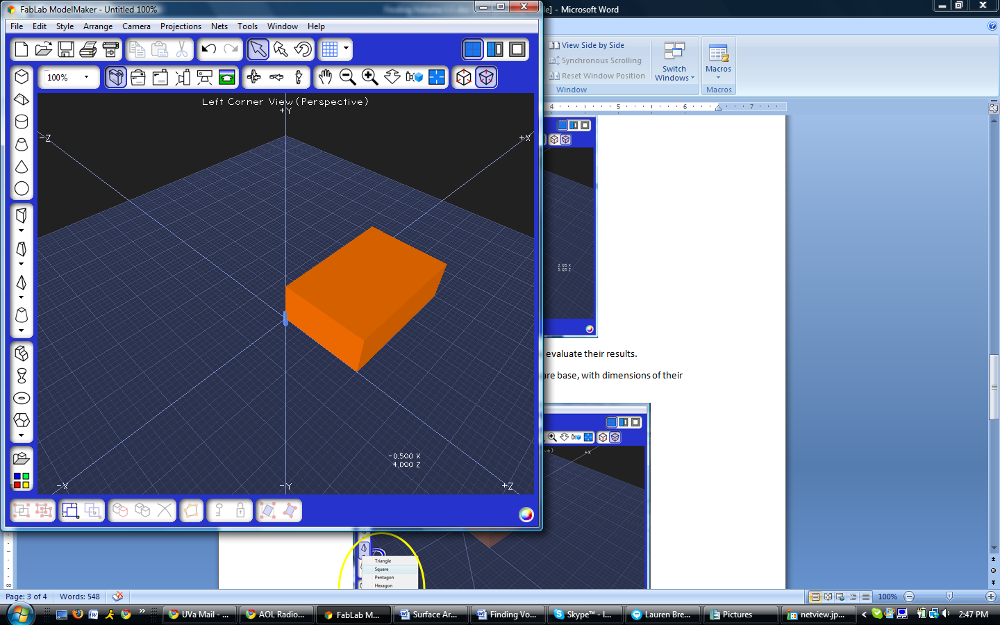 FabLab ModelMaker - Untitled 100%
e] - Microsoft Word
File Edit Style Arrange Camera Projections Nets Tools Window Help
View Side by Side
Synchronous Scrolling
Reset Window Position
Switch
Windows
Macros
Window
Macros
100%
Left Corner View (Perspective)
+Y
-Z
+X
4 5 6 7
2.125 X
5.125 Z
evaluate their results.
are base, with dimensions of their
-0.500 X
4.000 Z
-X
-Y
+Z
+X
Triangle
Square
Pentagon
Hexagon
Page: 3 of 4 Words: 548
100%
UVa Mail - ...
AOL Radio...
FabLab M...
Surface Ar...
Finding Vo...
Skype™ - [...
Lauren Bre...
Pictures
netview.jp...
2:47 PM